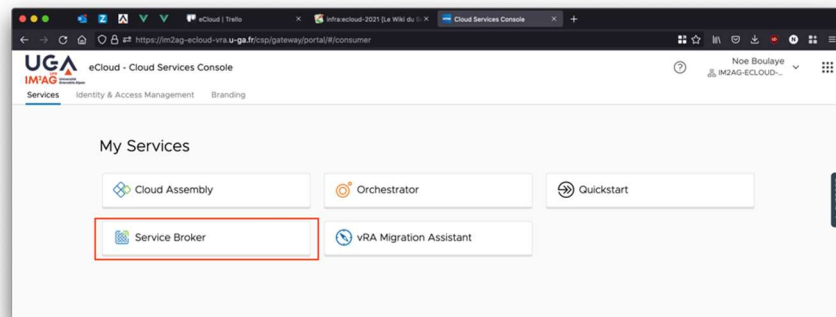 eCloud | Trello
infra:ecloud-2021 [Le Wiki du S
Cloud Services Console
https://im2ag-ecloud-vra.u-ga.fr/csp/gateway/portal/#/consumer
UGA
IM²AG
eCloud - Cloud Services Console
Noe Boulaye
IM2AG-ECLOUD-...
Services Identity & Access Management Branding
My Services
Cloud Assembly Orchestrator Quickstart
Service Broker vRA Migration Assistant